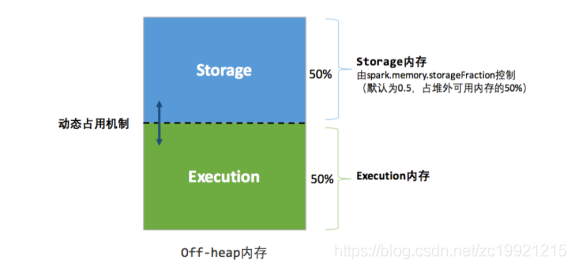 Storage
50%
Storage内存
由spark.memory.storageFraction控制
（默认为0.5，占堆外可用内存的50%）
动态占用机制
Execution
50%
Execution内存
Off-heap内存
https://blog.csdn.net/zc19921215